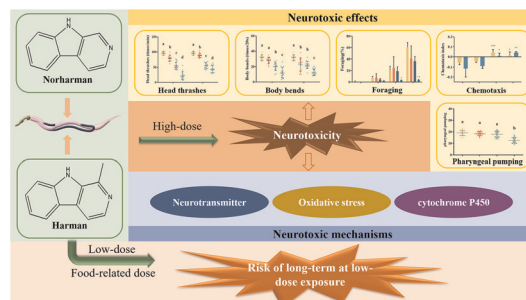 Neurotoxic effects
Norharman
Head thrashes
Body bends
Foraging
Chemotaxis
High-dose
Neurotoxicity
Pharyngeal pumping
Harman
Neurotransmitter
Oxidative stress
cytochrome P450
Neurotoxic mechanisms
Low-dose
Food-related dose
Risk of long-term at low-
dose exposure